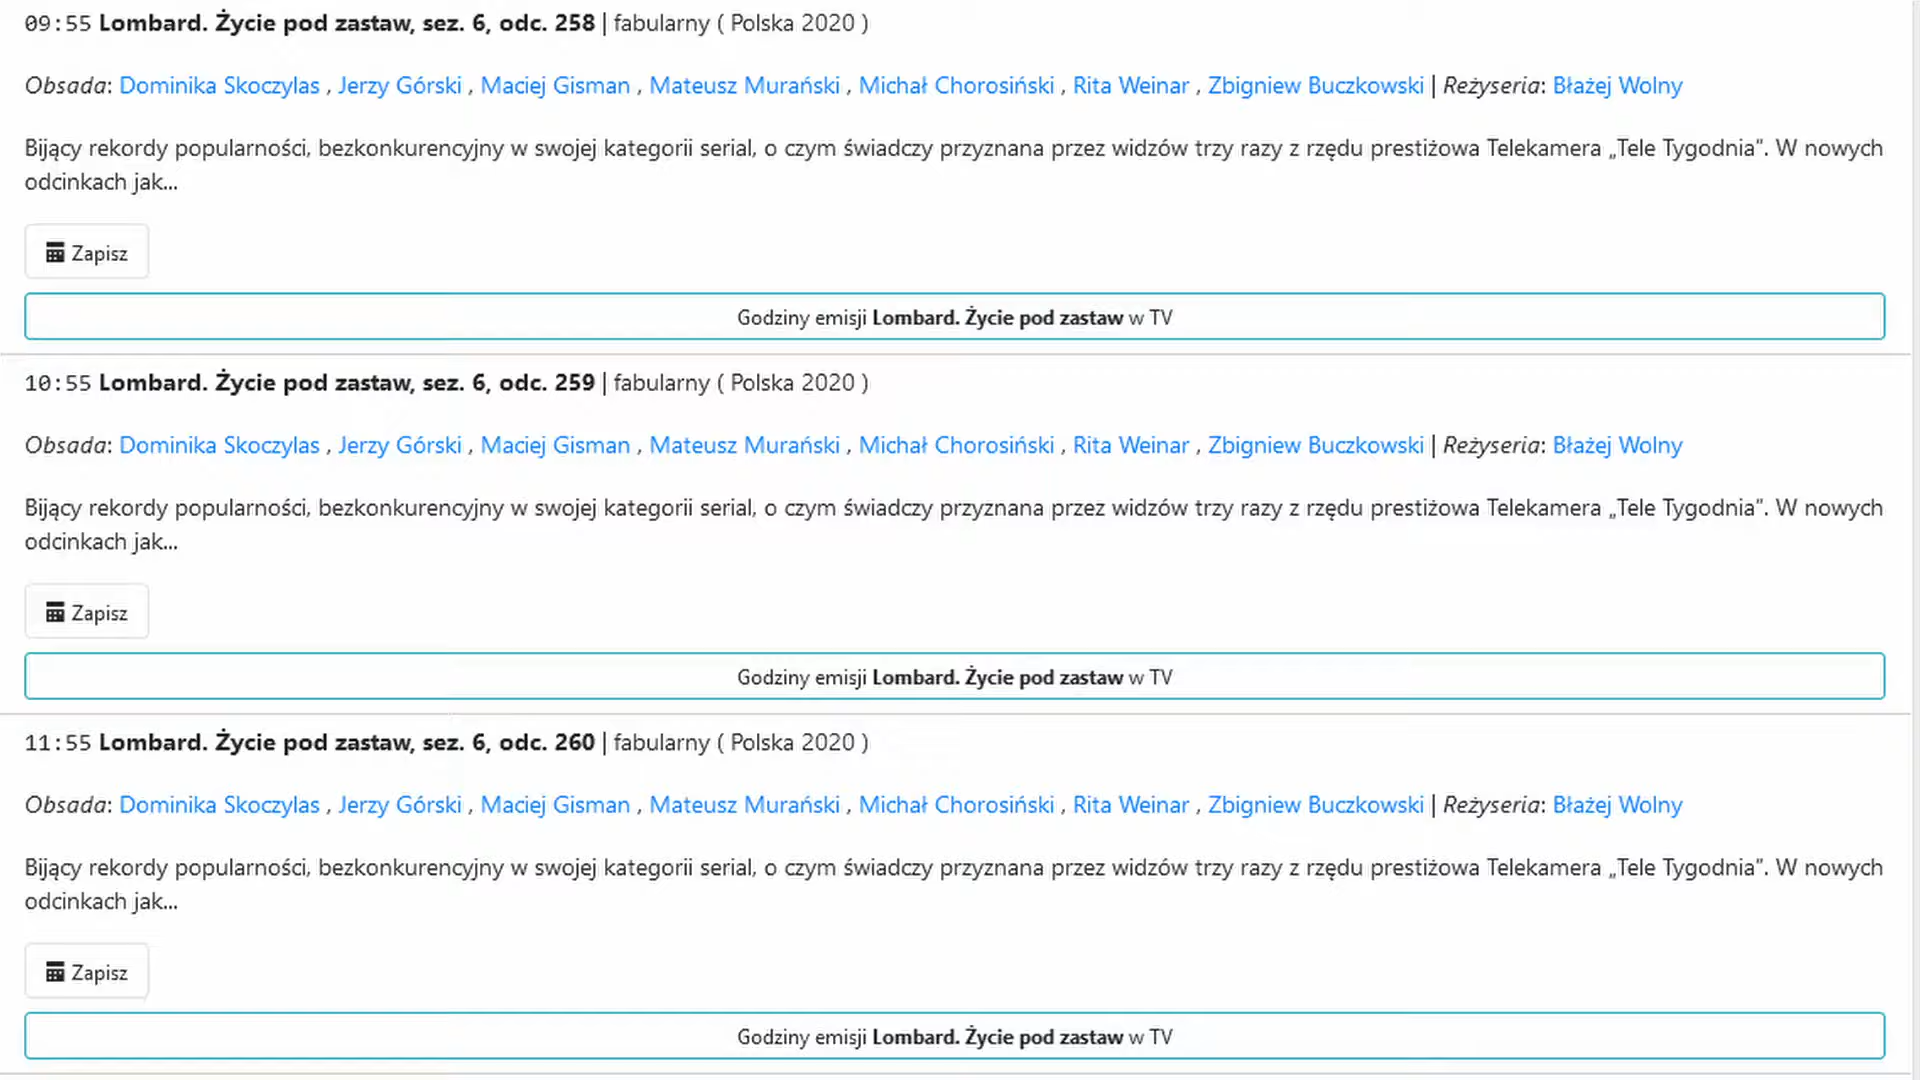 09:55 Lombard. Życie pod zastaw, sez. 6, odc. 258 | fabularny ( Polska 2020 )
Obsada: Dominika Skoczylas , Jerzy Górski , Maciej Gisman , Mateusz Murański , Michał Chorosiński , Rita Weinar , Zbigniew Buczkowski | Reżyseria: Błażej Wolny
Bijący rekordy popularności, bezkonkurencyjny w swojej kategorii serial, o czym świadczy przyznana przez widzów trzy razy z rzędu prestiżowa Telekamera „Tele Tygodnia”. W nowych
odcinkach jak...
Zapisz
Godziny emisji Lombard. Życie pod zastaw w TV
10:55 Lombard. Życie pod zastaw, sez. 6, odc. 259 | fabularny ( Polska 2020 )
Obsada: Dominika Skoczylas , Jerzy Górski , Maciej Gisman , Mateusz Murański , Michał Chorosiński , Rita Weinar , Zbigniew Buczkowski | Reżyseria: Błażej Wolny
Bijący rekordy popularności, bezkonkurencyjny w swojej kategorii serial, o czym świadczy przyznana przez widzów trzy razy z rzędu prestiżowa Telekamera „Tele Tygodnia”. W nowych
odcinkach jak...
Zapisz
Godziny emisji Lombard. Życie pod zastaw w TV
11:55 Lombard. Życie pod zastaw, sez. 6, odc. 260 | fabularny ( Polska 2020 )
Obsada: Dominika Skoczylas , Jerzy Górski , Maciej Gisman , Mateusz Murański , Michał Chorosiński , Rita Weinar , Zbigniew Buczkowski | Reżyseria: Błażej Wolny
Bijący rekordy popularności, bezkonkurencyjny w swojej kategorii serial, o czym świadczy przyznana przez widzów trzy razy z rzędu prestiżowa Telekamera „Tele Tygodnia”. W nowych
odcinkach jak...
Zapisz
Godziny emisji Lombard. Życie pod zastaw w TV